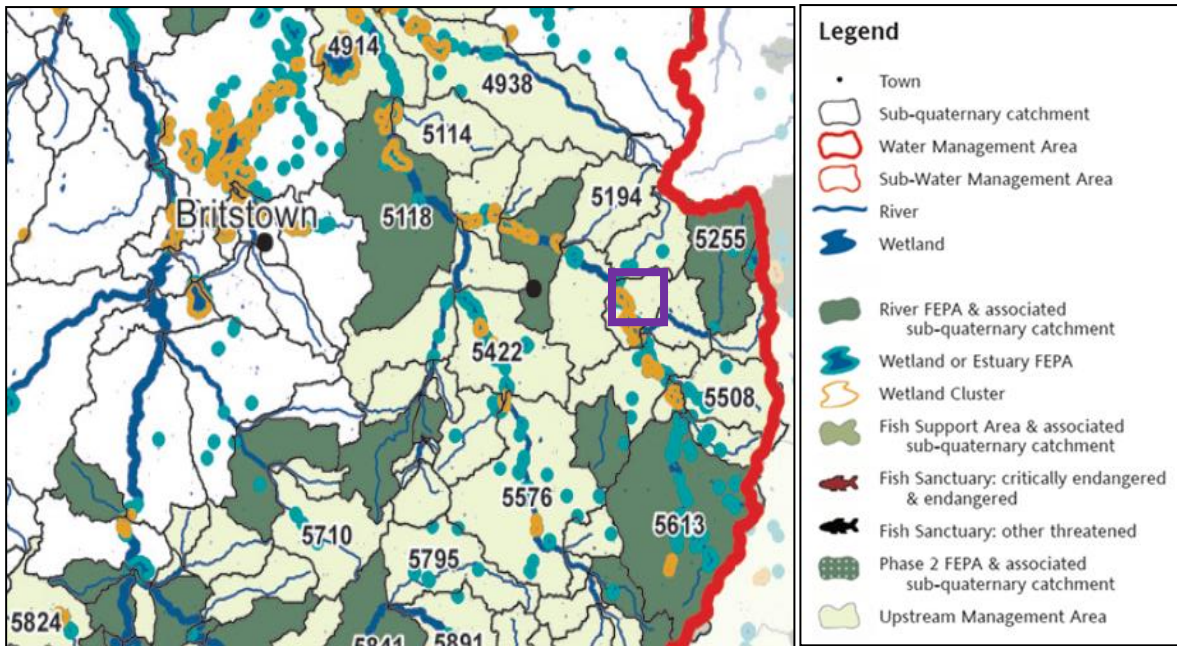 4914
4938
5114
5194
Britstown
5118
5255
5422
5508
5576
5613
5710
5795
5824
5841
5891
Legend
Town
Sub-quaternary catchment
Water Management Area
Sub-Water Management Area
River
Wetland
River FEPA & associated
sub-quaternary catchment
Wetland or Estuary FEPA
Wetland Cluster
Fish Support Area & associated
sub-quaternary catchment
Fish Sanctuary: critically endangered
& endangered
Fish Sanctuary: other threatened
Phase 2 FEPA & associated
sub-quaternary catchment
Upstream Management Area